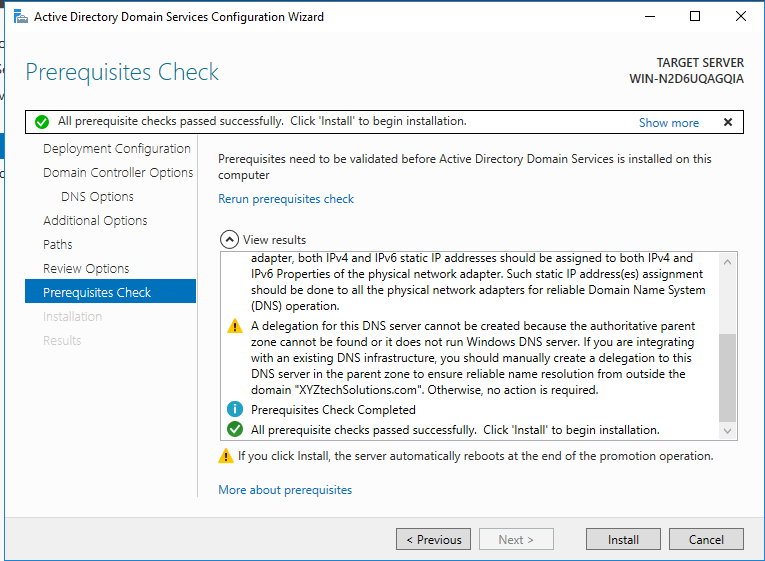 Active Directory Domain Services Configuration Wizard
Prerequisites Check
TARGET SERVER
WIN-N2D6UQAGQIA
All prerequisite checks passed successfully.  Click 'Install' to begin installation.
Show more
Deployment Configuration
Domain Controller Options
DNS Options
Additional Options
Paths
Review Options
Prerequisites Check
Installation
Results
Prerequisites need to be validated before Active Directory Domain Services is installed on this
computer
Rerun prerequisites check
View results
adapter, both IPv4 and IPv6 static IP addresses should be assigned to both IPv4 and
IPv6 Properties of the physical network adapter. Such static IP address(es) assignment
should be done to all the physical network adapters for reliable Domain Name System
(DNS) operation.
A delegation for this DNS server cannot be created because the authoritative parent
zone cannot be found or it does not run Windows DNS server. If you are integrating
with an existing DNS infrastructure, you should manually create a delegation to this
DNS server in the parent zone to ensure reliable name resolution from outside the
domain "XYZtechSolutions.com". Otherwise, no action is required.
Prerequisites Check Completed
All prerequisite checks passed successfully.  Click 'Install' to begin installation.
If you click Install, the server automatically reboots at the end of the promotion operation.
More about prerequisites
< Previous
Next >
Install
Cancel